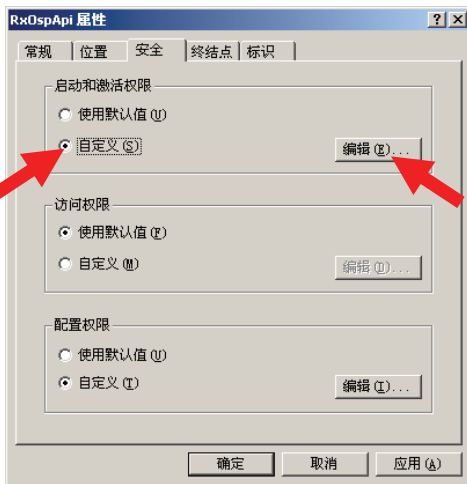 RxOspApi 属性
常规 位置 安全 终结点 标识
启动和激活权限
使用默认值(U)
自定义(S) 编辑(E)...
访问权限
使用默认值(F)
自定义(M) 编辑(D)...
配置权限
使用默认值(U)
自定义(T) 编辑(I)...
确定 取消 应用(A)